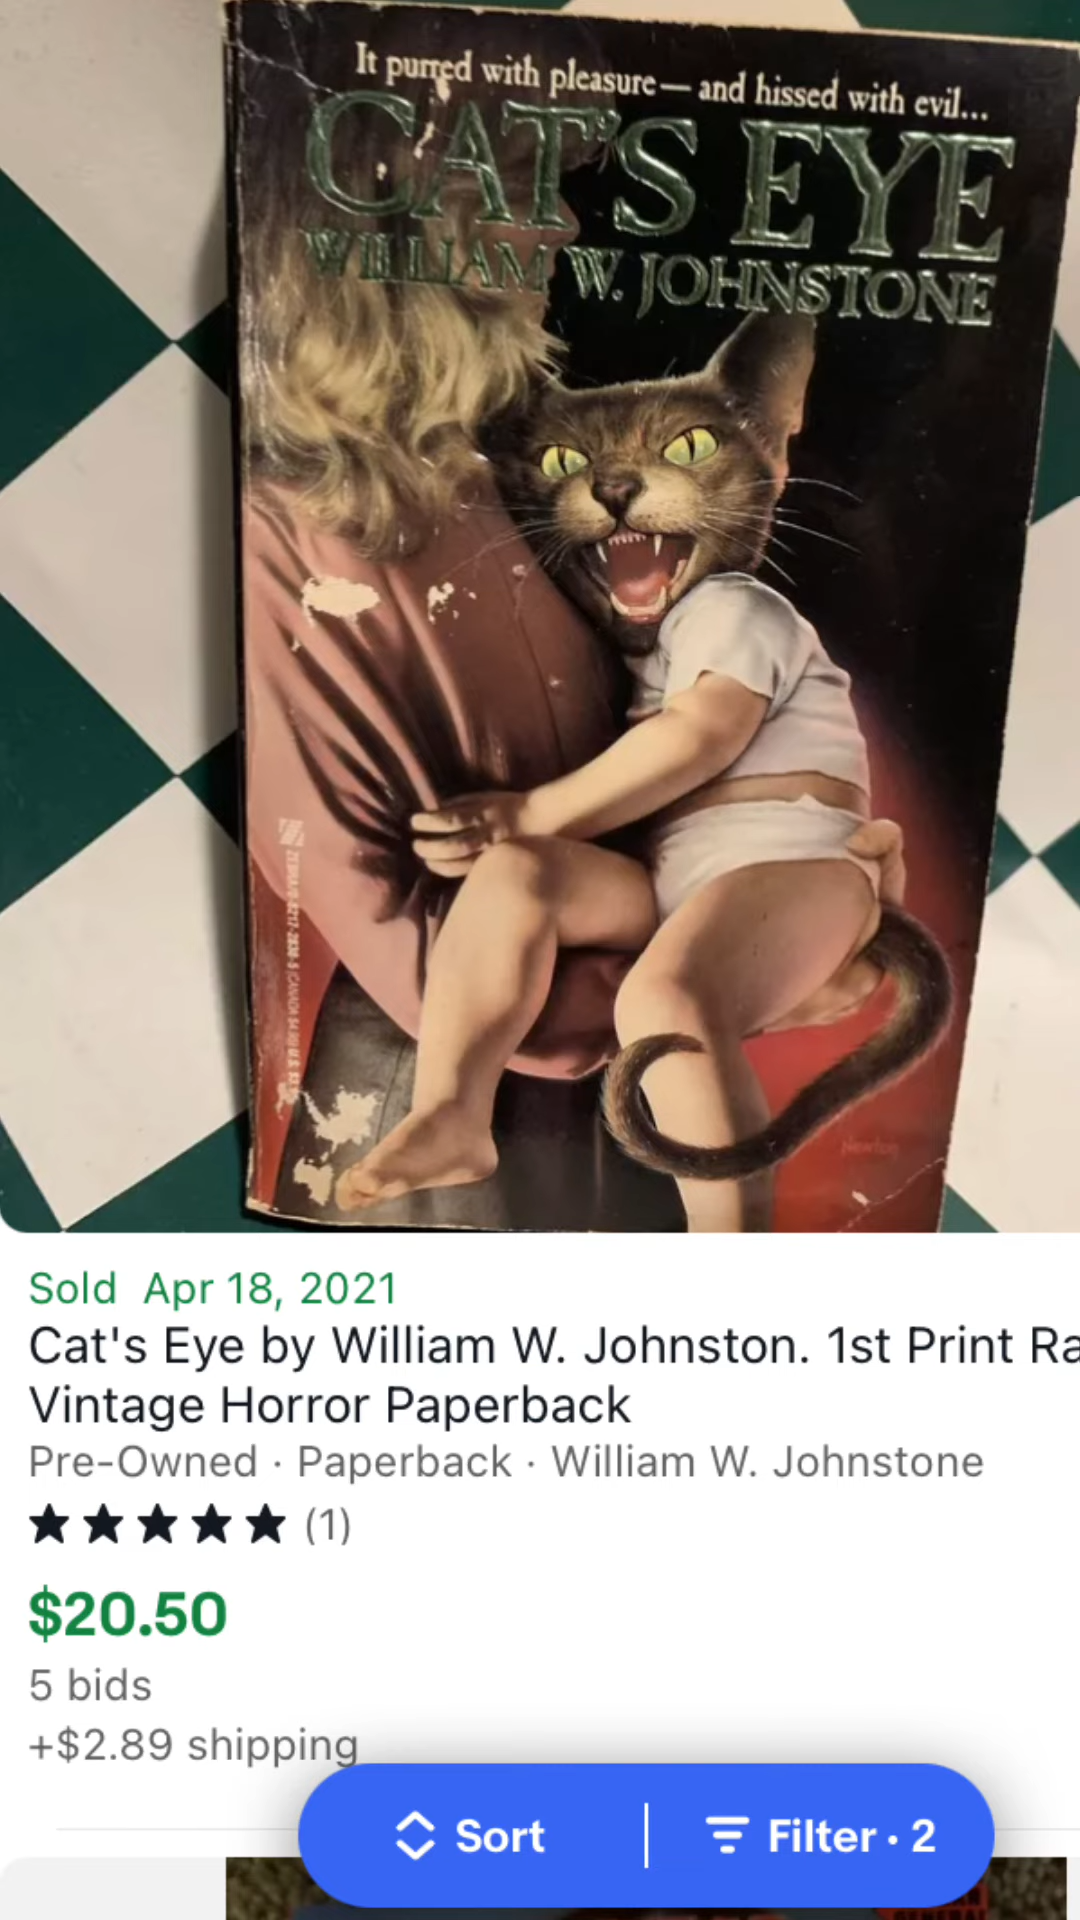 It purred with pleasure — and hissed with evil...
CAT'S EYE
WILLIAM W. JOHNSTONE
Newton
Sold Apr 18, 2021
Cat's Eye by William W. Johnston. 1st Print Ra
Vintage Horror Paperback
Pre-Owned · Paperback · William W. Johnstone
(1)
$20.50
5 bids
+$2.89 shipping
Sort
Filter · 2